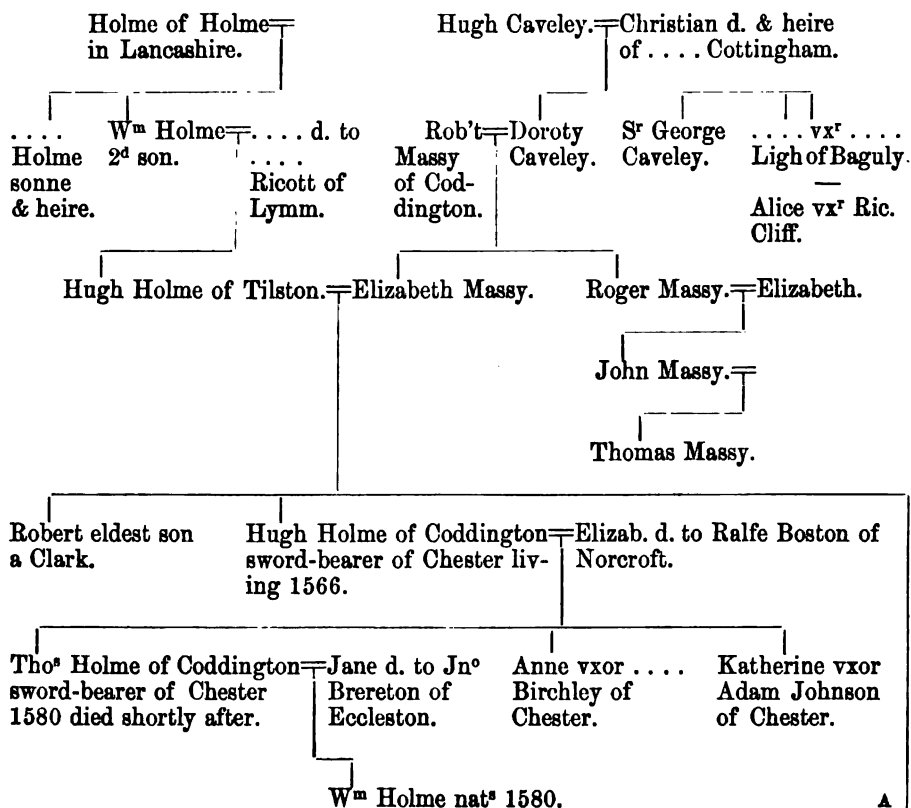 Holme of Holme
in Lancashire.
Hugh Caveley.
Christian d. & heire
of . . . . Cottingham.
. . . .
Holme
sonne
& heire.
Wm Holme
2d son.
. . . . d. to
. . . .
Ricott of
Lymm.
Rob't
Massy
of Cod-
dington.
Doroty
Caveley.
Sr George
Caveley.
. . . . vxr . . . .
Ligh of Baguly.
—
Alice vxr Ric.
Cliff.
Hugh Holme of Tilston.
Elizabeth Massy.
Roger Massy.
Elizabeth.
John Massy.
Thomas Massy.
Robert eldest son
a Clark.
Hugh Holme of Coddington
sword-bearer of Chester liv-
ing 1566.
Elizab. d. to Ralfe Boston of
Norcroft.
Thos Holme of Coddington
sword-bearer of Chester
1580 died shortly after.
Jane d. to Jno
Brereton of
Eccleston.
Anne vxor . . . .
Birchley of
Chester.
Katherine vxor
Adam Johnson
of Chester.
Wm Holme nats 1580.
A